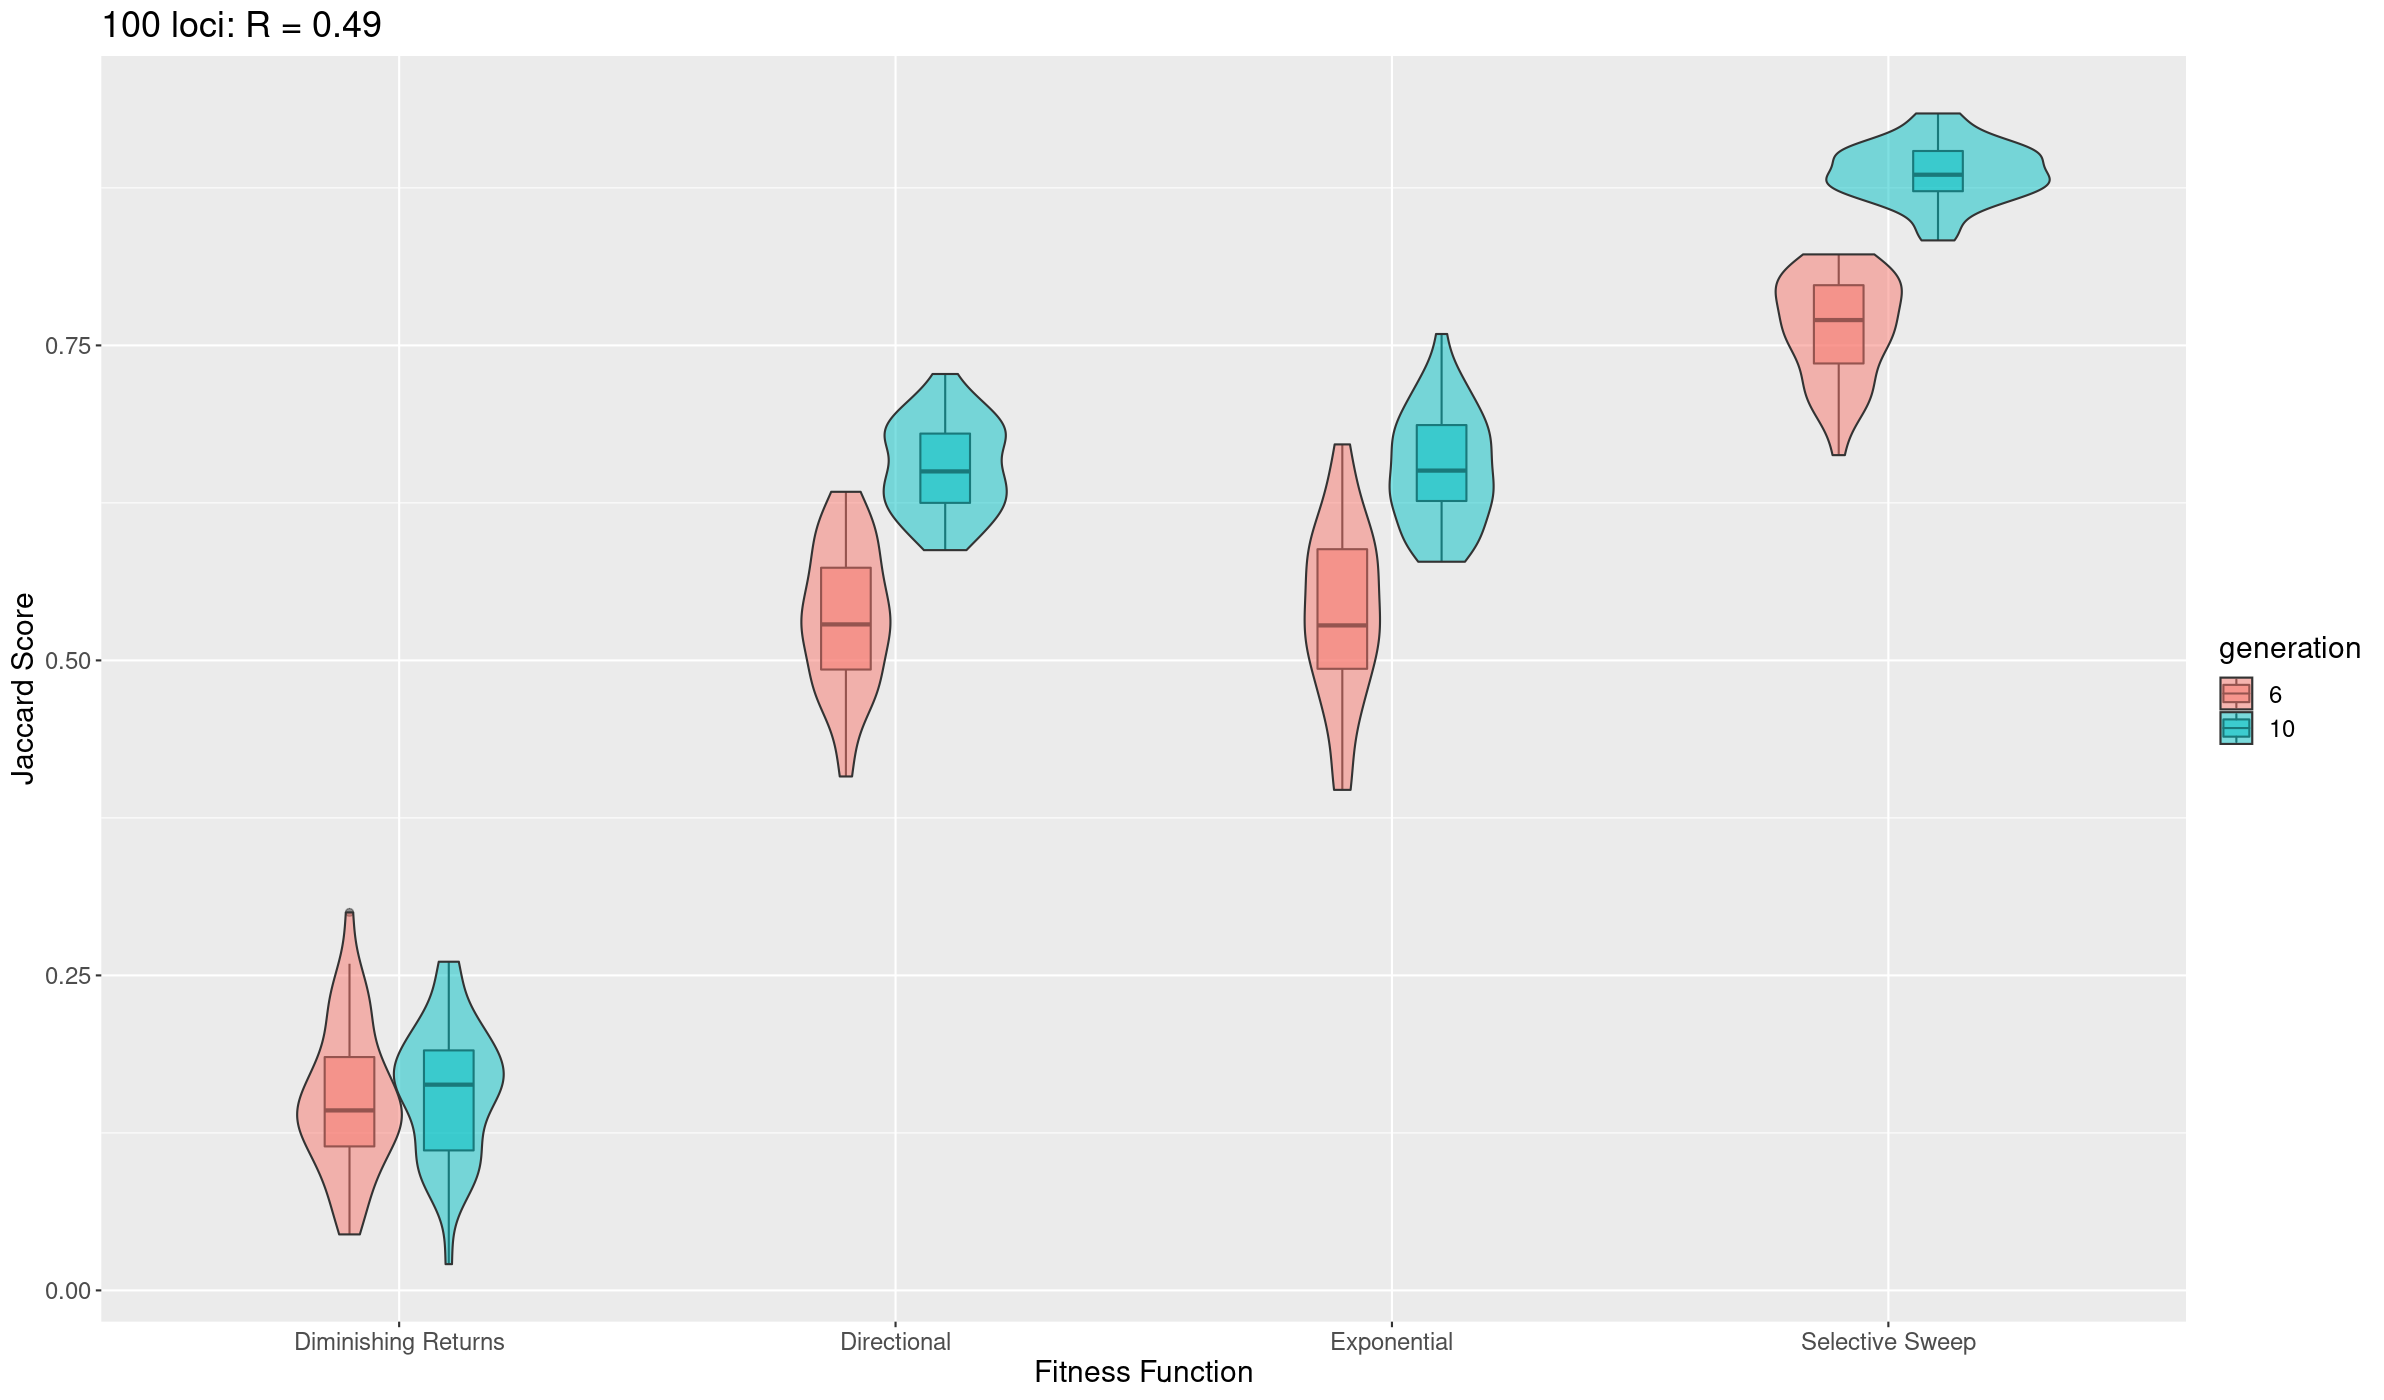 100 loci: R = 0.49
Jaccard Score
0.75
0.50
0.25
0.00
Diminishing Returns
Directional
Exponential
Selective Sweep
Fitness Function
generation
6
10